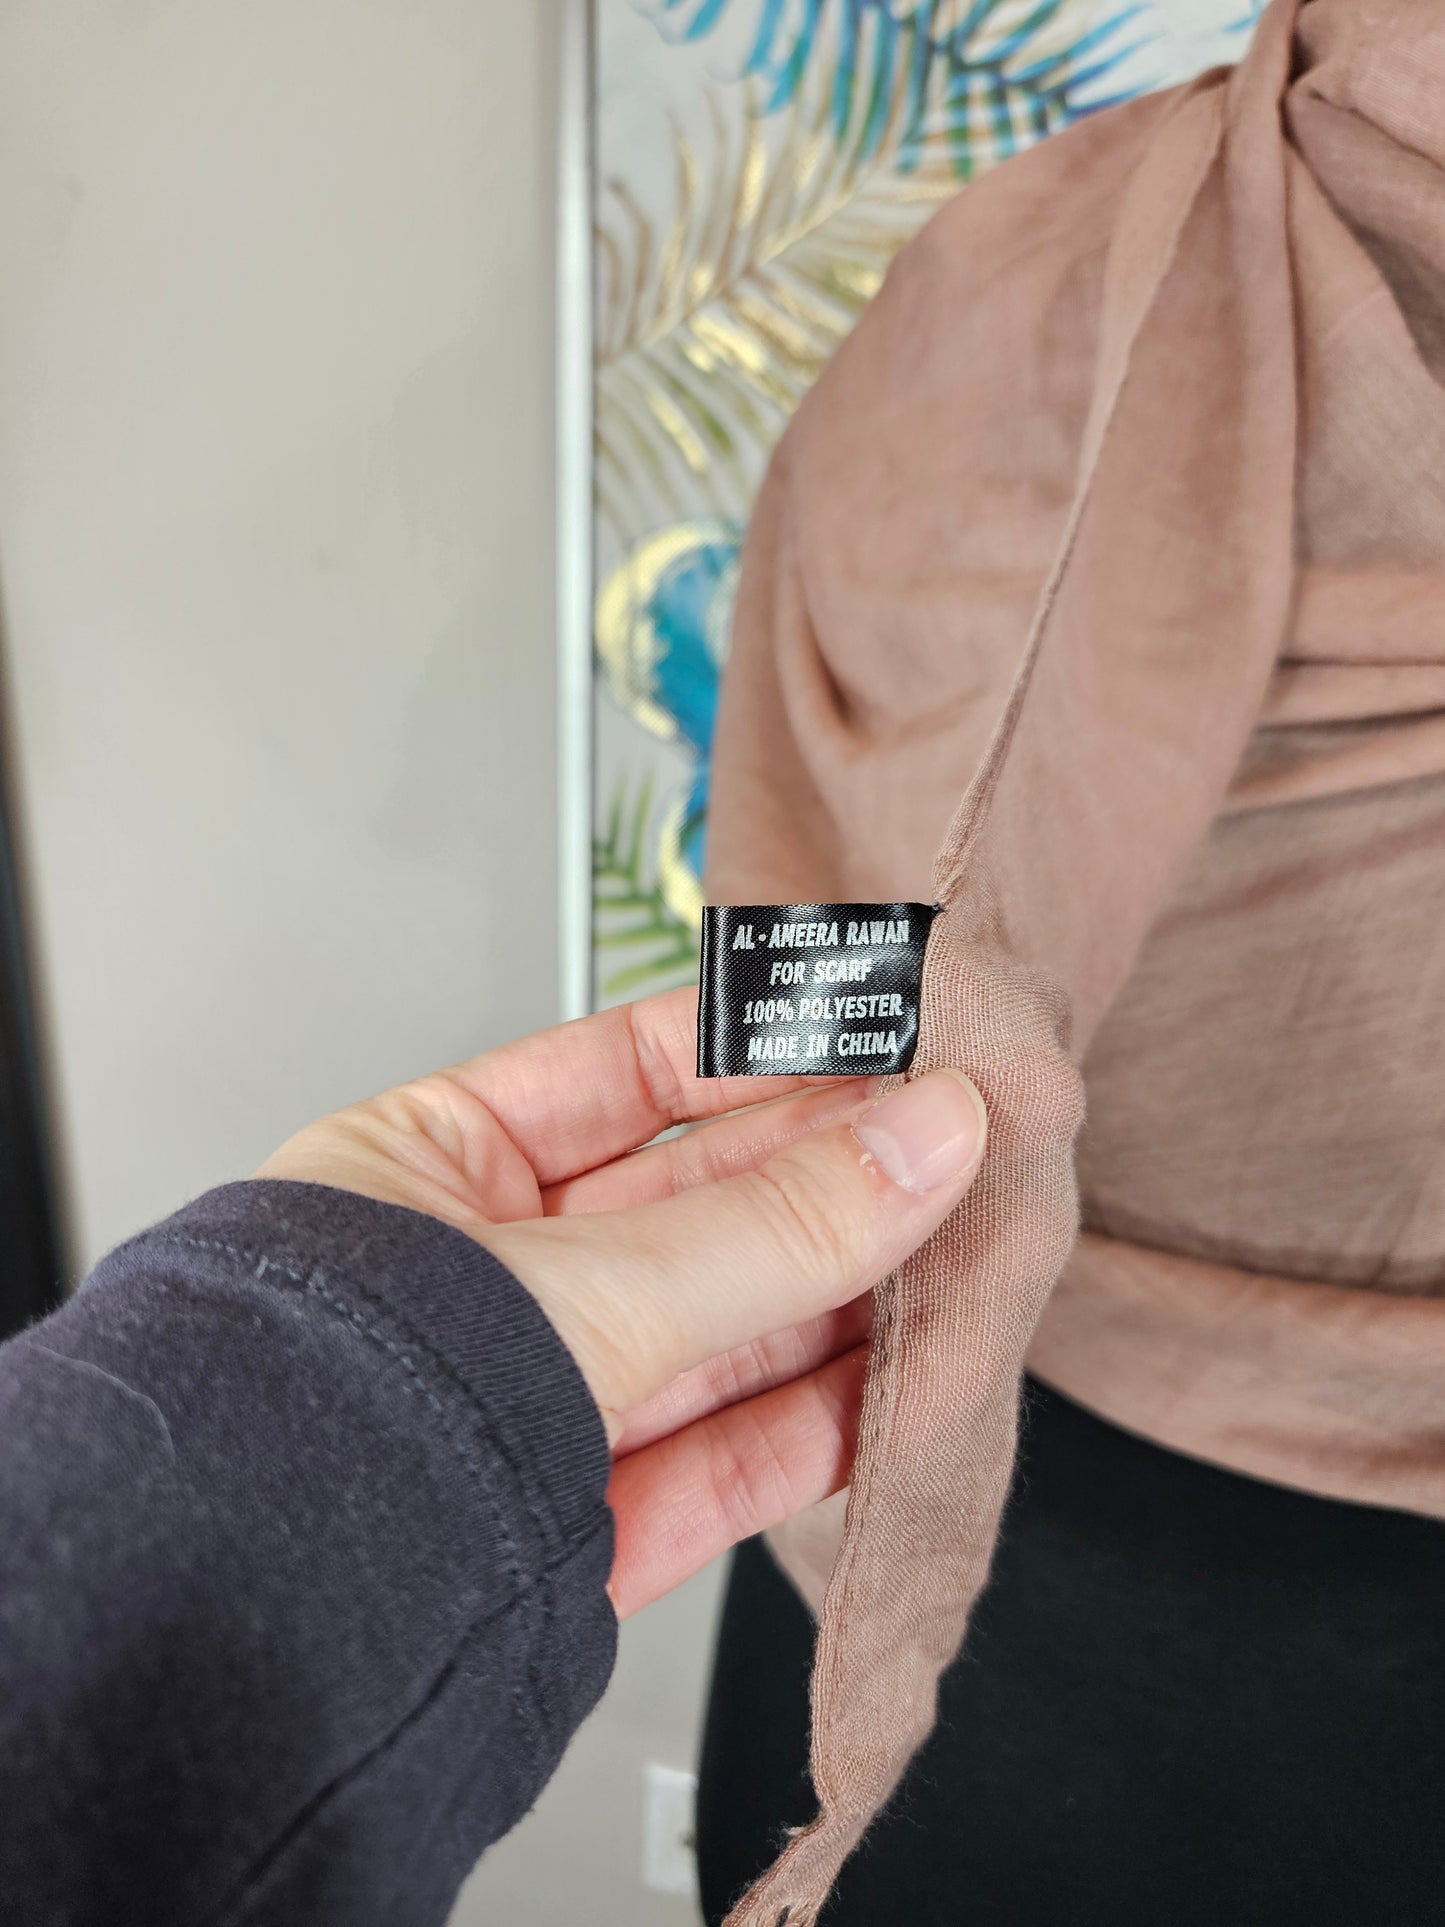 AL·AMEERA RAWAN
FOR SCARF
100% POLYESTER
MADE IN CHINA